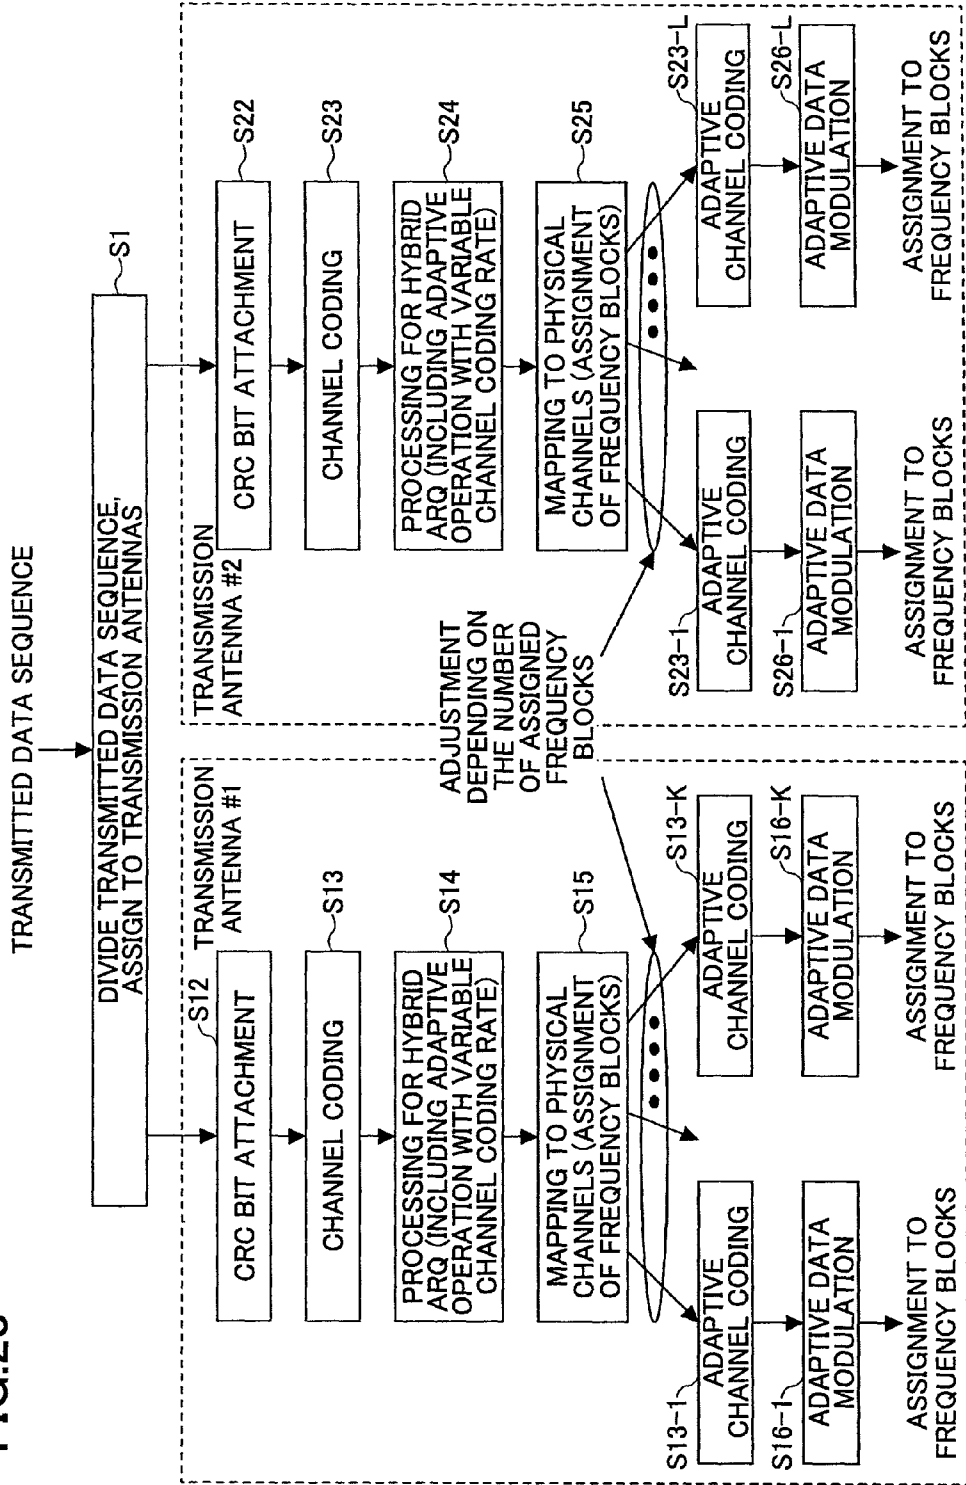 TRANSMITTED DATA SEQUENCE
DIVIDE TRANSMITTED DATA SEQUENCE,
ASSIGN TO TRANSMISSION ANTENNAS
S1
TRANSMISSION
ANTENNA #1
S12
CRC BIT ATTACHMENT
CHANNEL CODING
S13
PROCESSING FOR HYBRID
ARQ (INCLUDING ADAPTIVE
OPERATION WITH VARIABLE
CHANNEL CODING RATE)
S14
MAPPING TO PHYSICAL
CHANNELS (ASSIGNMENT
OF FREQUENCY BLOCKS)
S15
S13-1
ADAPTIVE
CHANNEL CODING
S16-1
ADAPTIVE DATA
MODULATION
ASSIGNMENT TO
FREQUENCY BLOCKS
S13-K
ADAPTIVE
CHANNEL CODING
S16-K
ADAPTIVE DATA
MODULATION
ASSIGNMENT TO
FREQUENCY BLOCKS
ADJUSTMENT
DEPENDING ON
THE NUMBER
OF ASSIGNED
FREQUENCY
BLOCKS
TRANSMISSION
ANTENNA #2
CRC BIT ATTACHMENT
S22
CHANNEL CODING
S23
PROCESSING FOR HYBRID
ARQ (INCLUDING ADAPTIVE
OPERATION WITH VARIABLE
CHANNEL CODING RATE)
S24
MAPPING TO PHYSICAL
CHANNELS (ASSIGNMENT
OF FREQUENCY BLOCKS)
S25
S23-1
ADAPTIVE
CHANNEL CODING
S26-1
ADAPTIVE DATA
MODULATION
ASSIGNMENT TO
FREQUENCY BLOCKS
S23-L
ADAPTIVE
CHANNEL CODING
S26-L
ADAPTIVE DATA
MODULATION
ASSIGNMENT TO
FREQUENCY BLOCKS